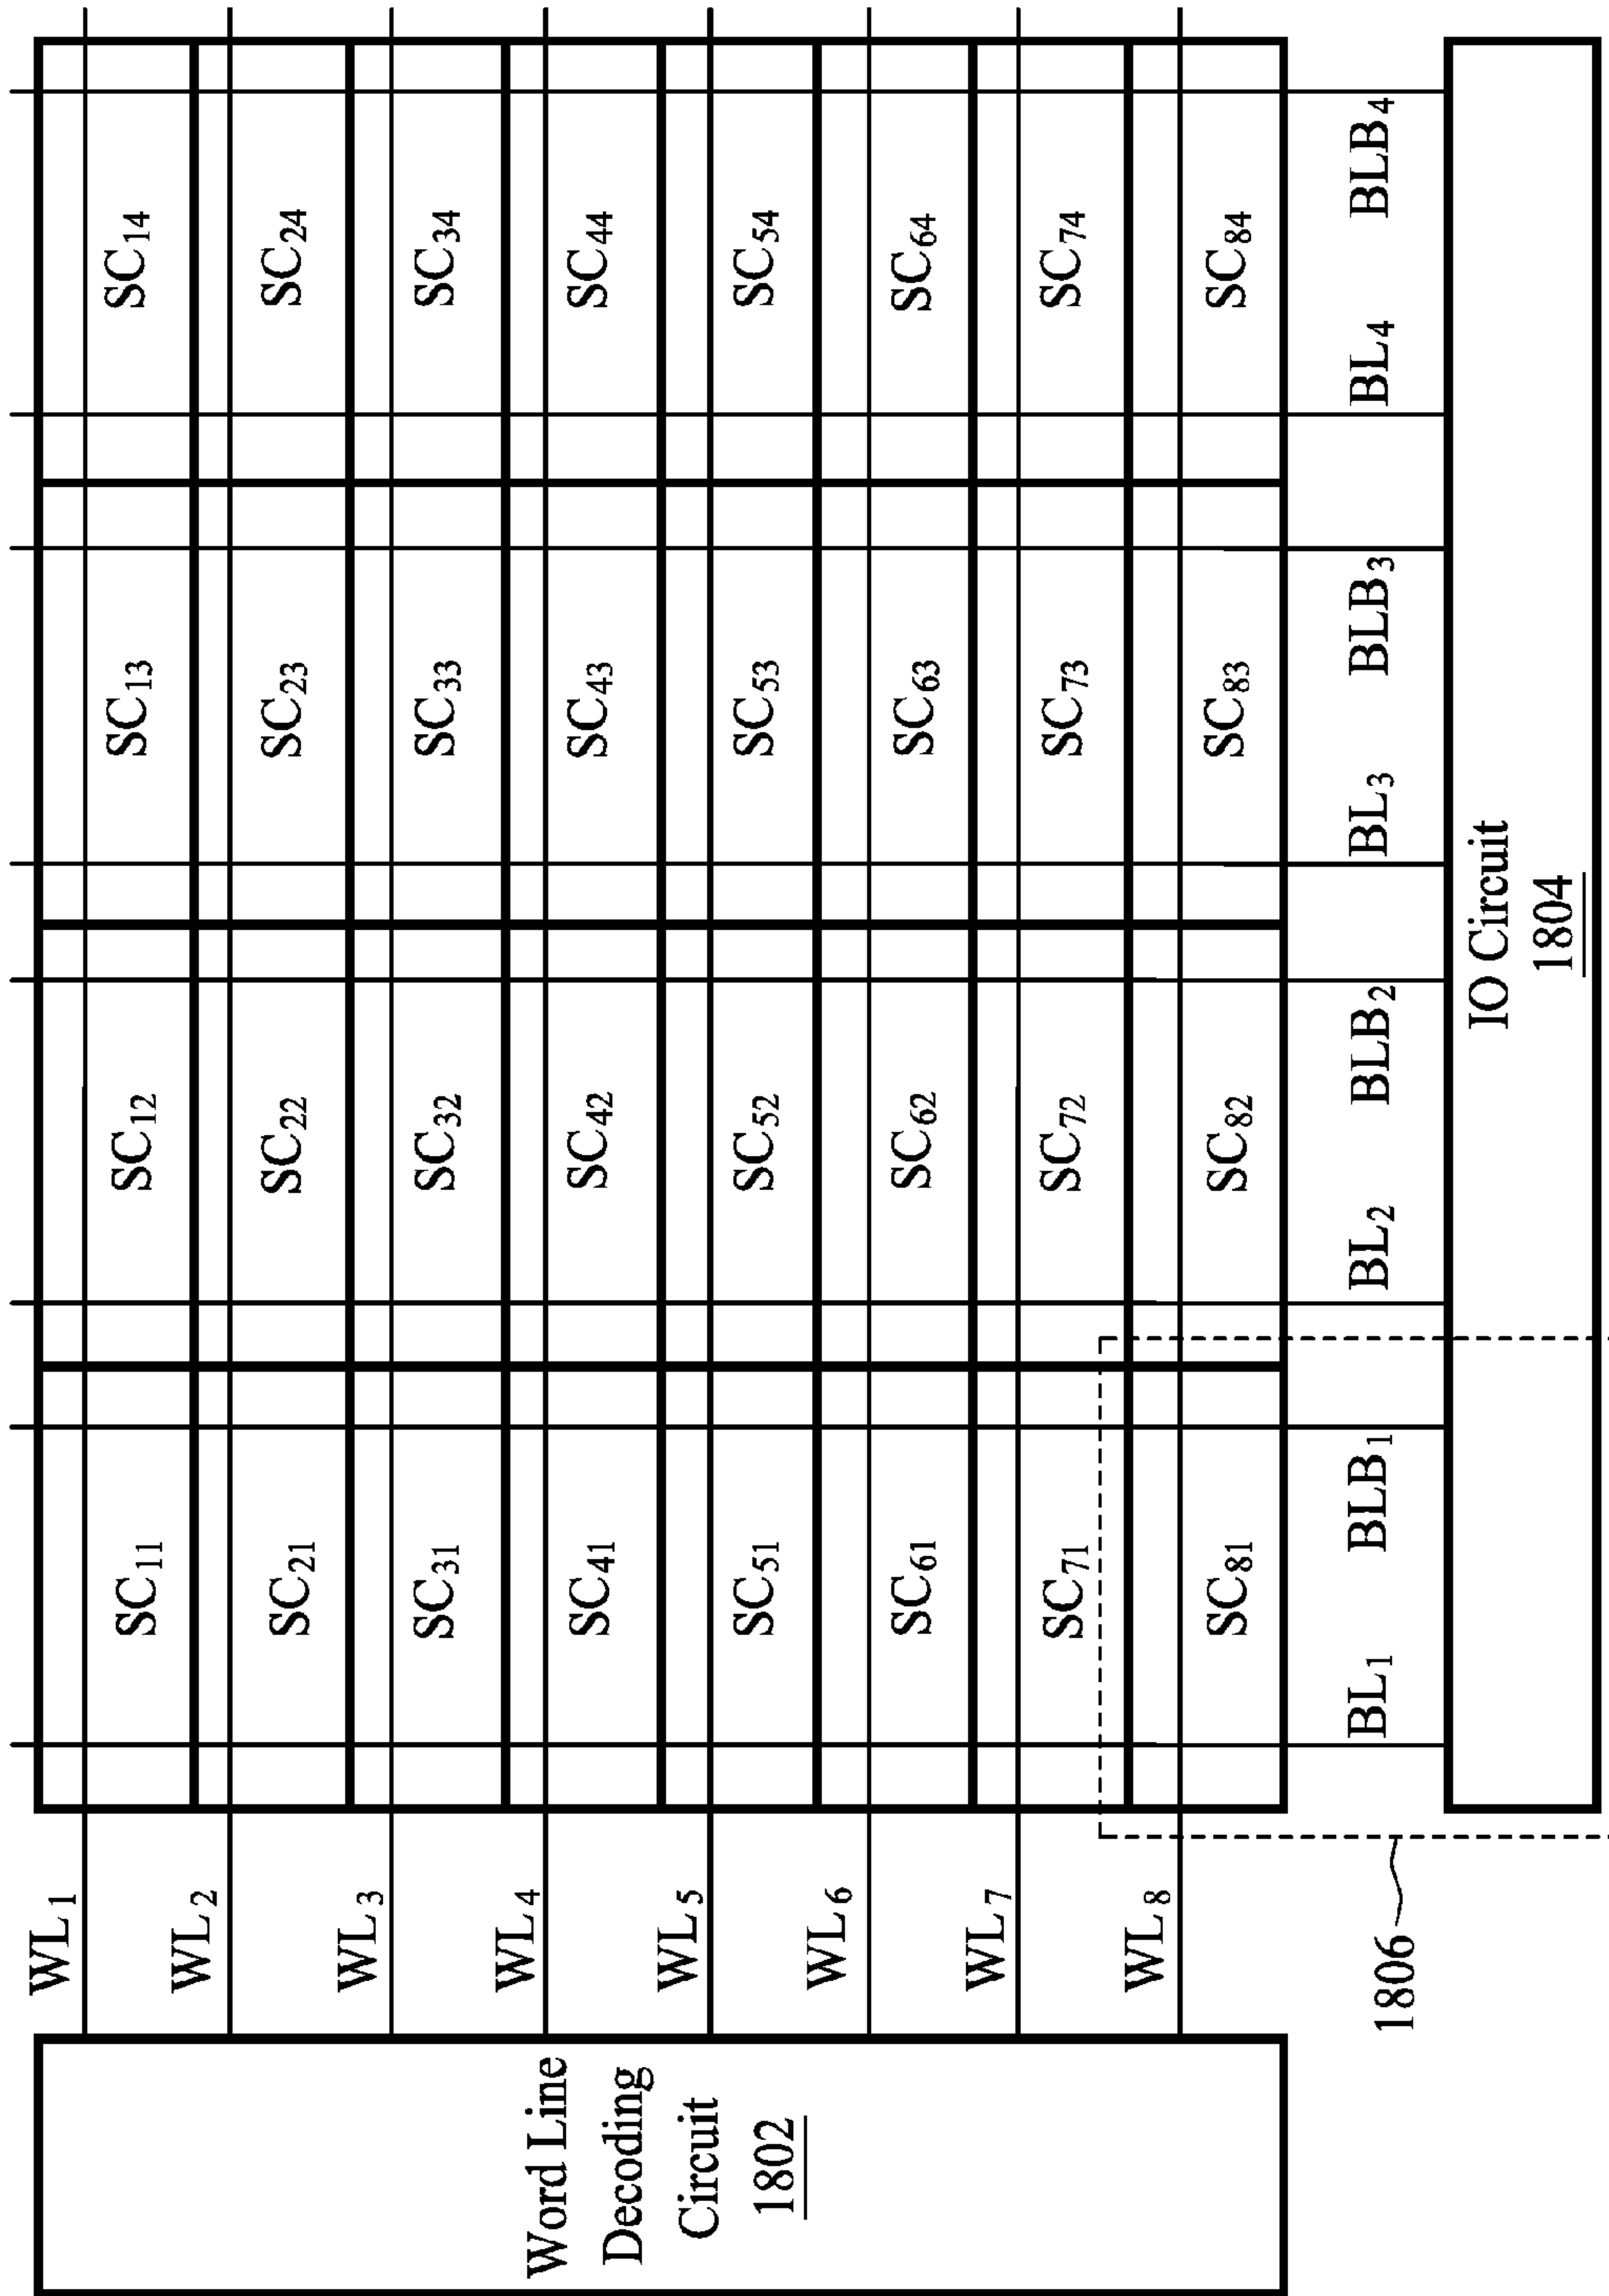 WL₁
SC₁₁
SC₁₂
SC₁₃
SC₁₄
WL₂
SC₂₁
SC₂₂
SC₂₃
SC₂₄
WL₃
SC₃₁
SC₃₂
SC₃₃
SC₃₄
WL₄
SC₄₁
SC₄₂
SC₄₃
SC₄₄
WL₅
SC₅₁
SC₅₂
SC₅₃
SC₅₄
WL₆
SC₆₁
SC₆₂
SC₆₃
SC₆₄
WL₇
SC₇₁
SC₇₂
SC₇₃
SC₇₄
WL₈
SC₈₁
SC₈₂
SC₈₃
SC₈₄
Word Line
Decoding
Circuit
1802
BL₁
BLB₁
BL₂
BLB₂
BL₃
BLB₃
BL₄
BLB₄
1806
IO Circuit
1804